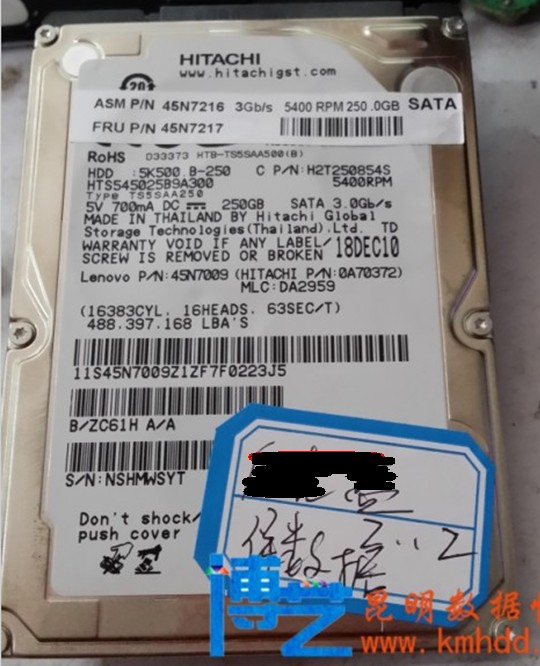 HITACHI
www.hitachigst.com
20
ASM P/N 45N7216 3Gb/s 5400 RPM 250.0GB SATA
FRU P/N 45N7217
RoHS D33373 HTB-TS5SAA500(B)
HDD :5K500.B-250 C P/N:H2T250854S
HTS545025B9A300 5400RPM
Type TS5SAA250
5V 700mA DC 250GB SATA 3.0Gb/s
MADE IN THAILAND BY Hitachi Global
Storage Technologies(Thailand).Ltd. TD
WARRANTY VOID IF ANY LABEL/ 18DEC10
SCREW IS REMOVED OR BROKEN
Lenovo P/N:45N7009 (HITACHI P/N:0A70372)
MLC:DA2959
(16383CYL. 16HEADS. 63SEC/T)
488.397.168 LBA'S
11S45N7009Z1ZF7F0223J5
B/ZC61H A/A
S/N:NSHMWSYT
Don't shock/
push cover
博
昆明数据
www.kmhdd.